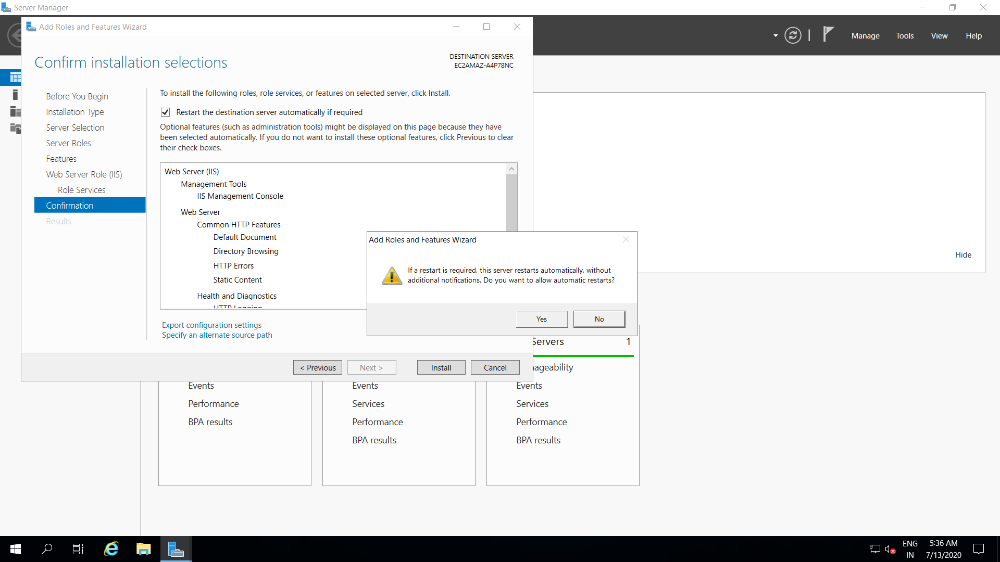 Server Manager
Add Roles and Features Wizard
Manage
Tools
View
Help
Confirm installation selections
DESTINATION SERVER
EC2AMAZ-A4P78NC
Before You Begin
Installation Type
Server Selection
Server Roles
Features
Web Server Role (IIS)
Role Services
Confirmation
Results
To install the following roles, role services, or features on selected server, click Install.
Restart the destination server automatically if required
Optional features (such as administration tools) might be displayed on this page because they have
been selected automatically. If you do not want to install these optional features, click Previous to clear
their check boxes.
Web Server (IIS)
Management Tools
IIS Management Console
Web Server
Common HTTP Features
Default Document
Directory Browsing
HTTP Errors
Static Content
Health and Diagnostics
HTTP Logging
Export configuration settings
Specify an alternate source path
< Previous
Next >
Install
Cancel
Add Roles and Features Wizard
If a restart is required, this server restarts automatically, without
additional notifications. Do you want to allow automatic restarts?
Yes
No
Hide
Servers
1
nageability
Events
Performance
BPA results
Events
Services
Performance
BPA results
Events
Services
Performance
BPA results
ENG
IN
5:36 AM
7/13/2020